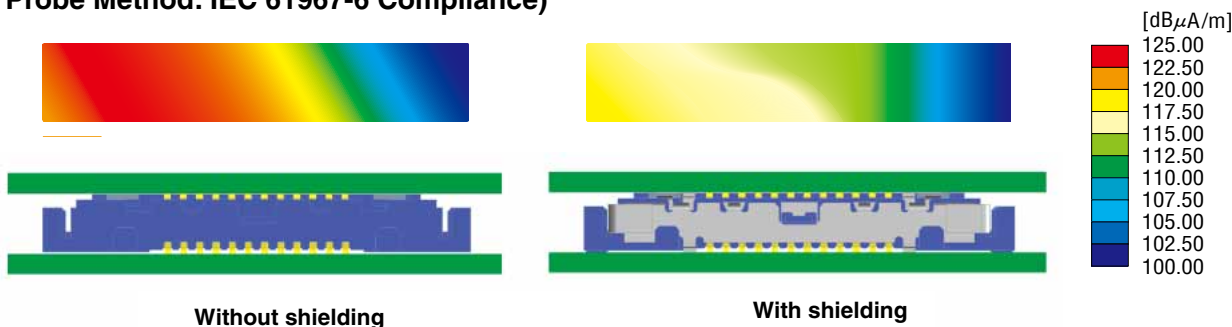 Probe Method: IEC 61967-6 Compliance)
[dBμA/m]
125.00
122.50
120.00
117.50
115.00
112.50
110.00
107.50
105.00
102.50
100.00
Without shielding
With shielding